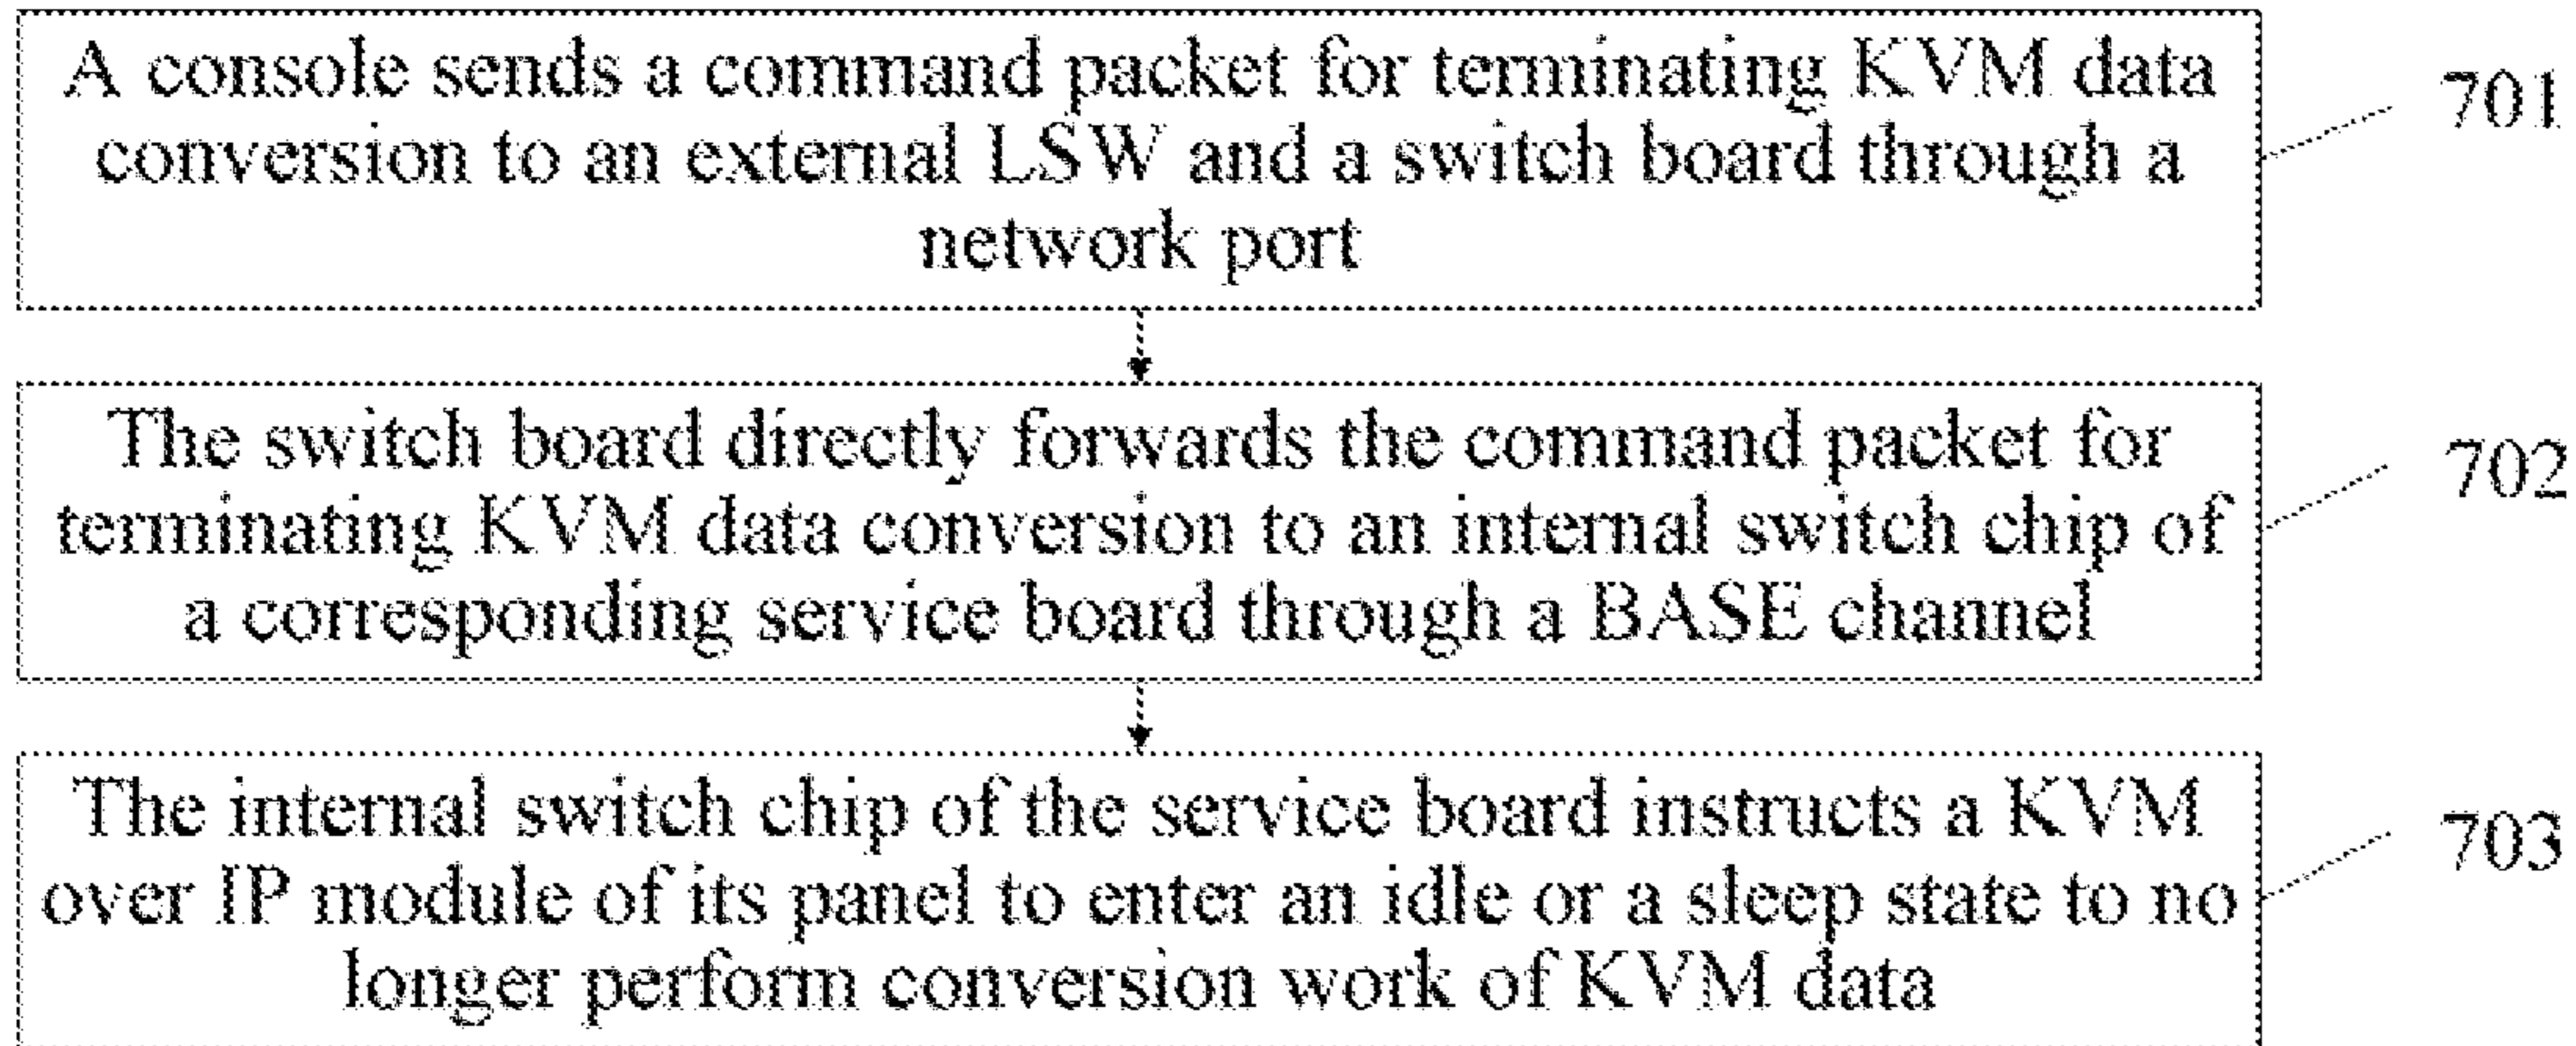 A console sends a command packet for terminating KVM data
conversion to an external LSW and a switch board through a
network port
701
The switch board directly forwards the command packet for
terminating KVM data conversion to an internal switch chip of
a corresponding service board through a BASE channel
702
The internal switch chip of the service board instructs a KVM
over IP module of its panel to enter an idle or a sleep state to no
longer perform conversion work of KVM data
703